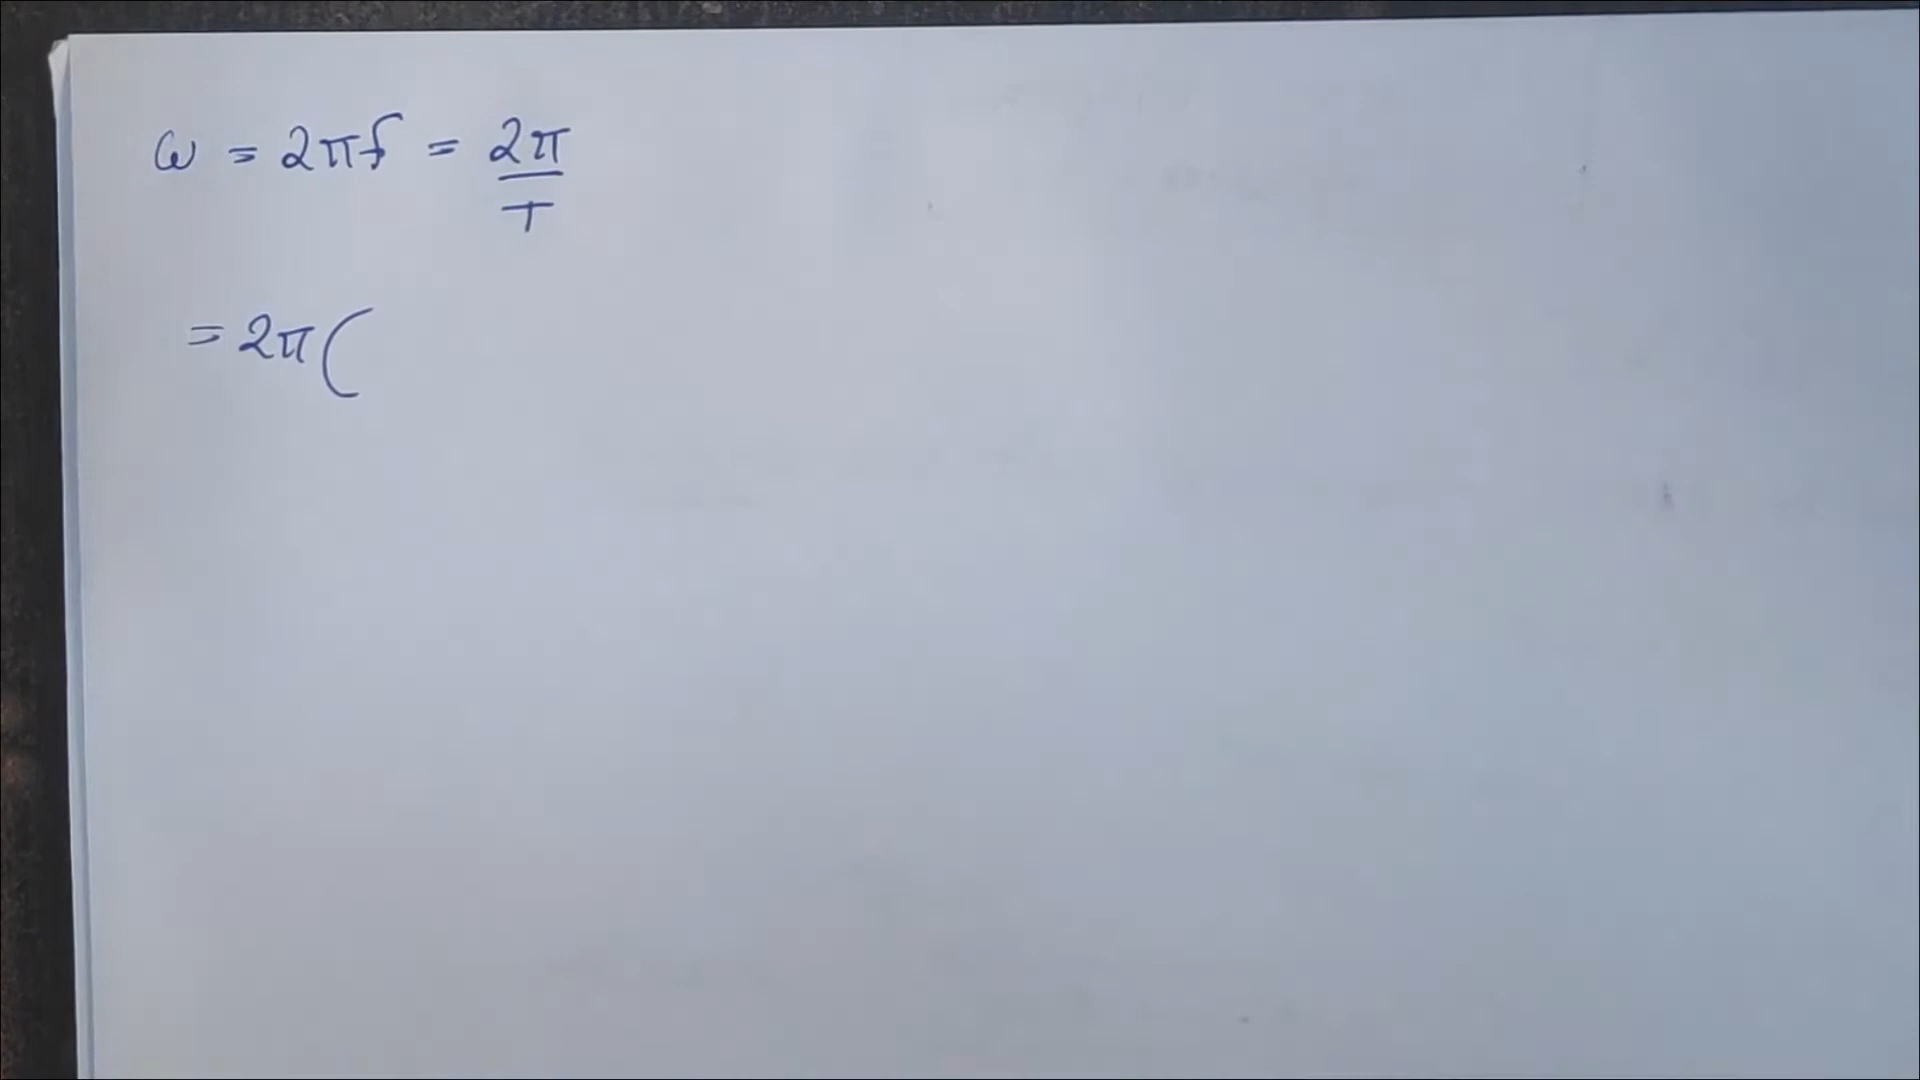 ω = 2πf = 2π/T
= 2π(